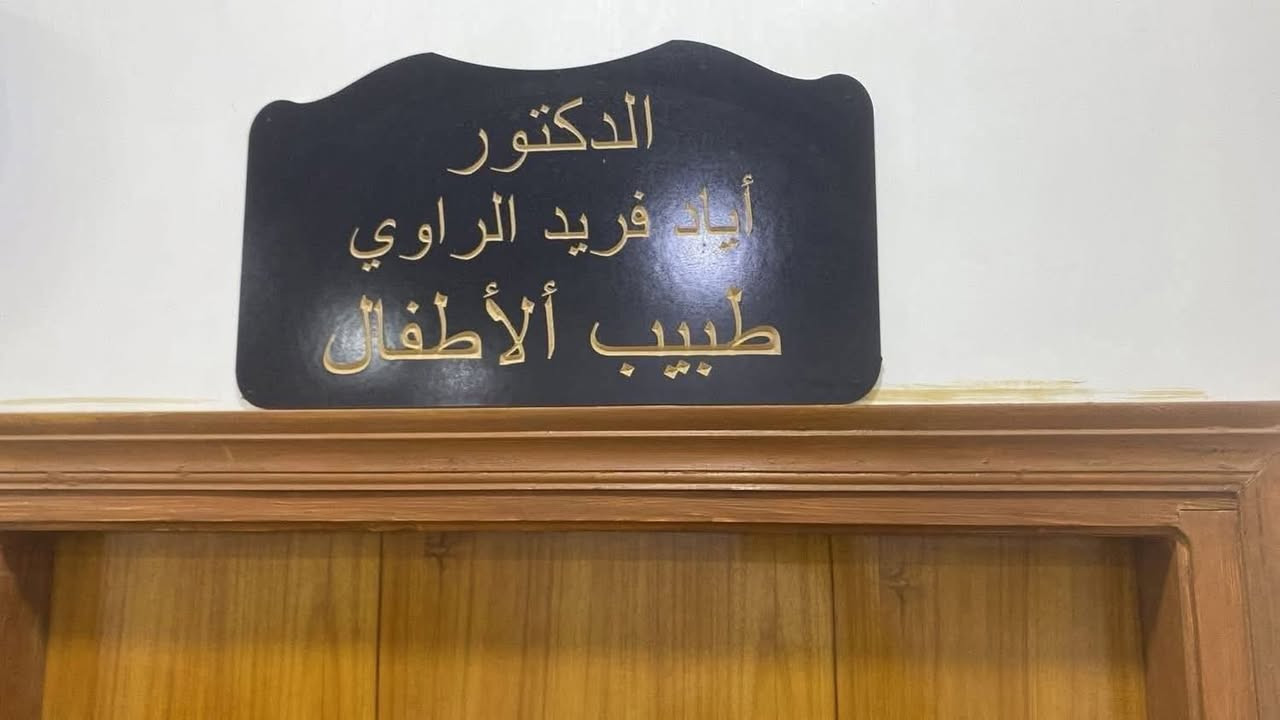 الدكتور
أياد فريد الراوي
طبيب ألأطفال